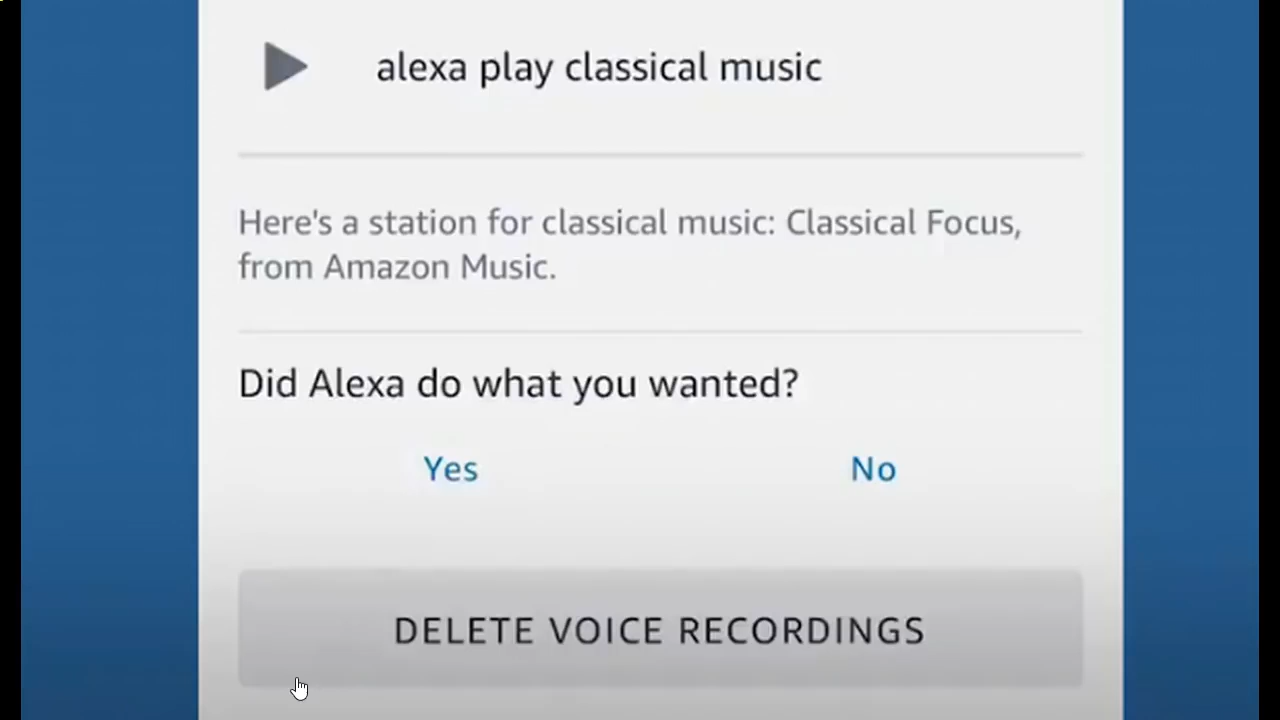 alexa play classical music
Here's a station for classical music: Classical Focus,
from Amazon Music.
Did Alexa do what you wanted?
Yes
No
DELETE VOICE RECORDINGS